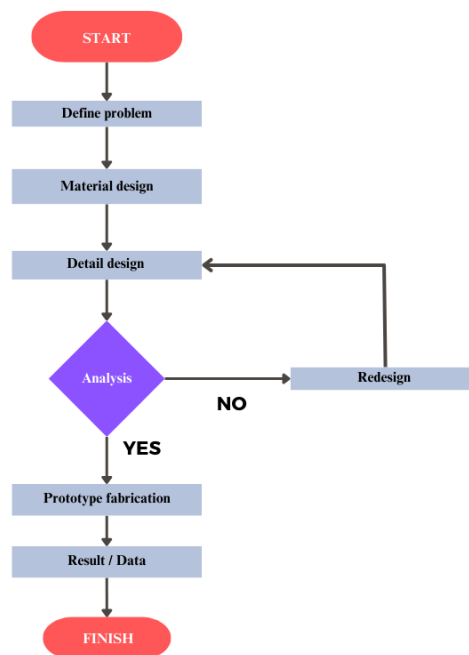 START
Define problem
Material design
Detail design
Analysis
NO
Redesign
YES
Prototype fabrication
Result / Data
FINISH